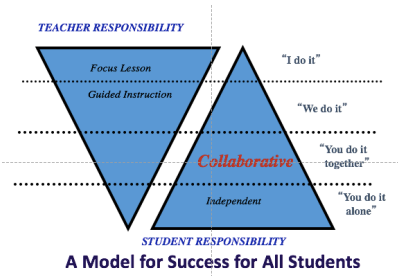 TEACHER RESPONSIBILITY
Focus Lesson
“I do it”
Guided Instruction
“We do it”
Collaborative
“You do it
together”
Independent
“You do it
alone”
STUDENT RESPONSIBILITY
A Model for Success for All Students